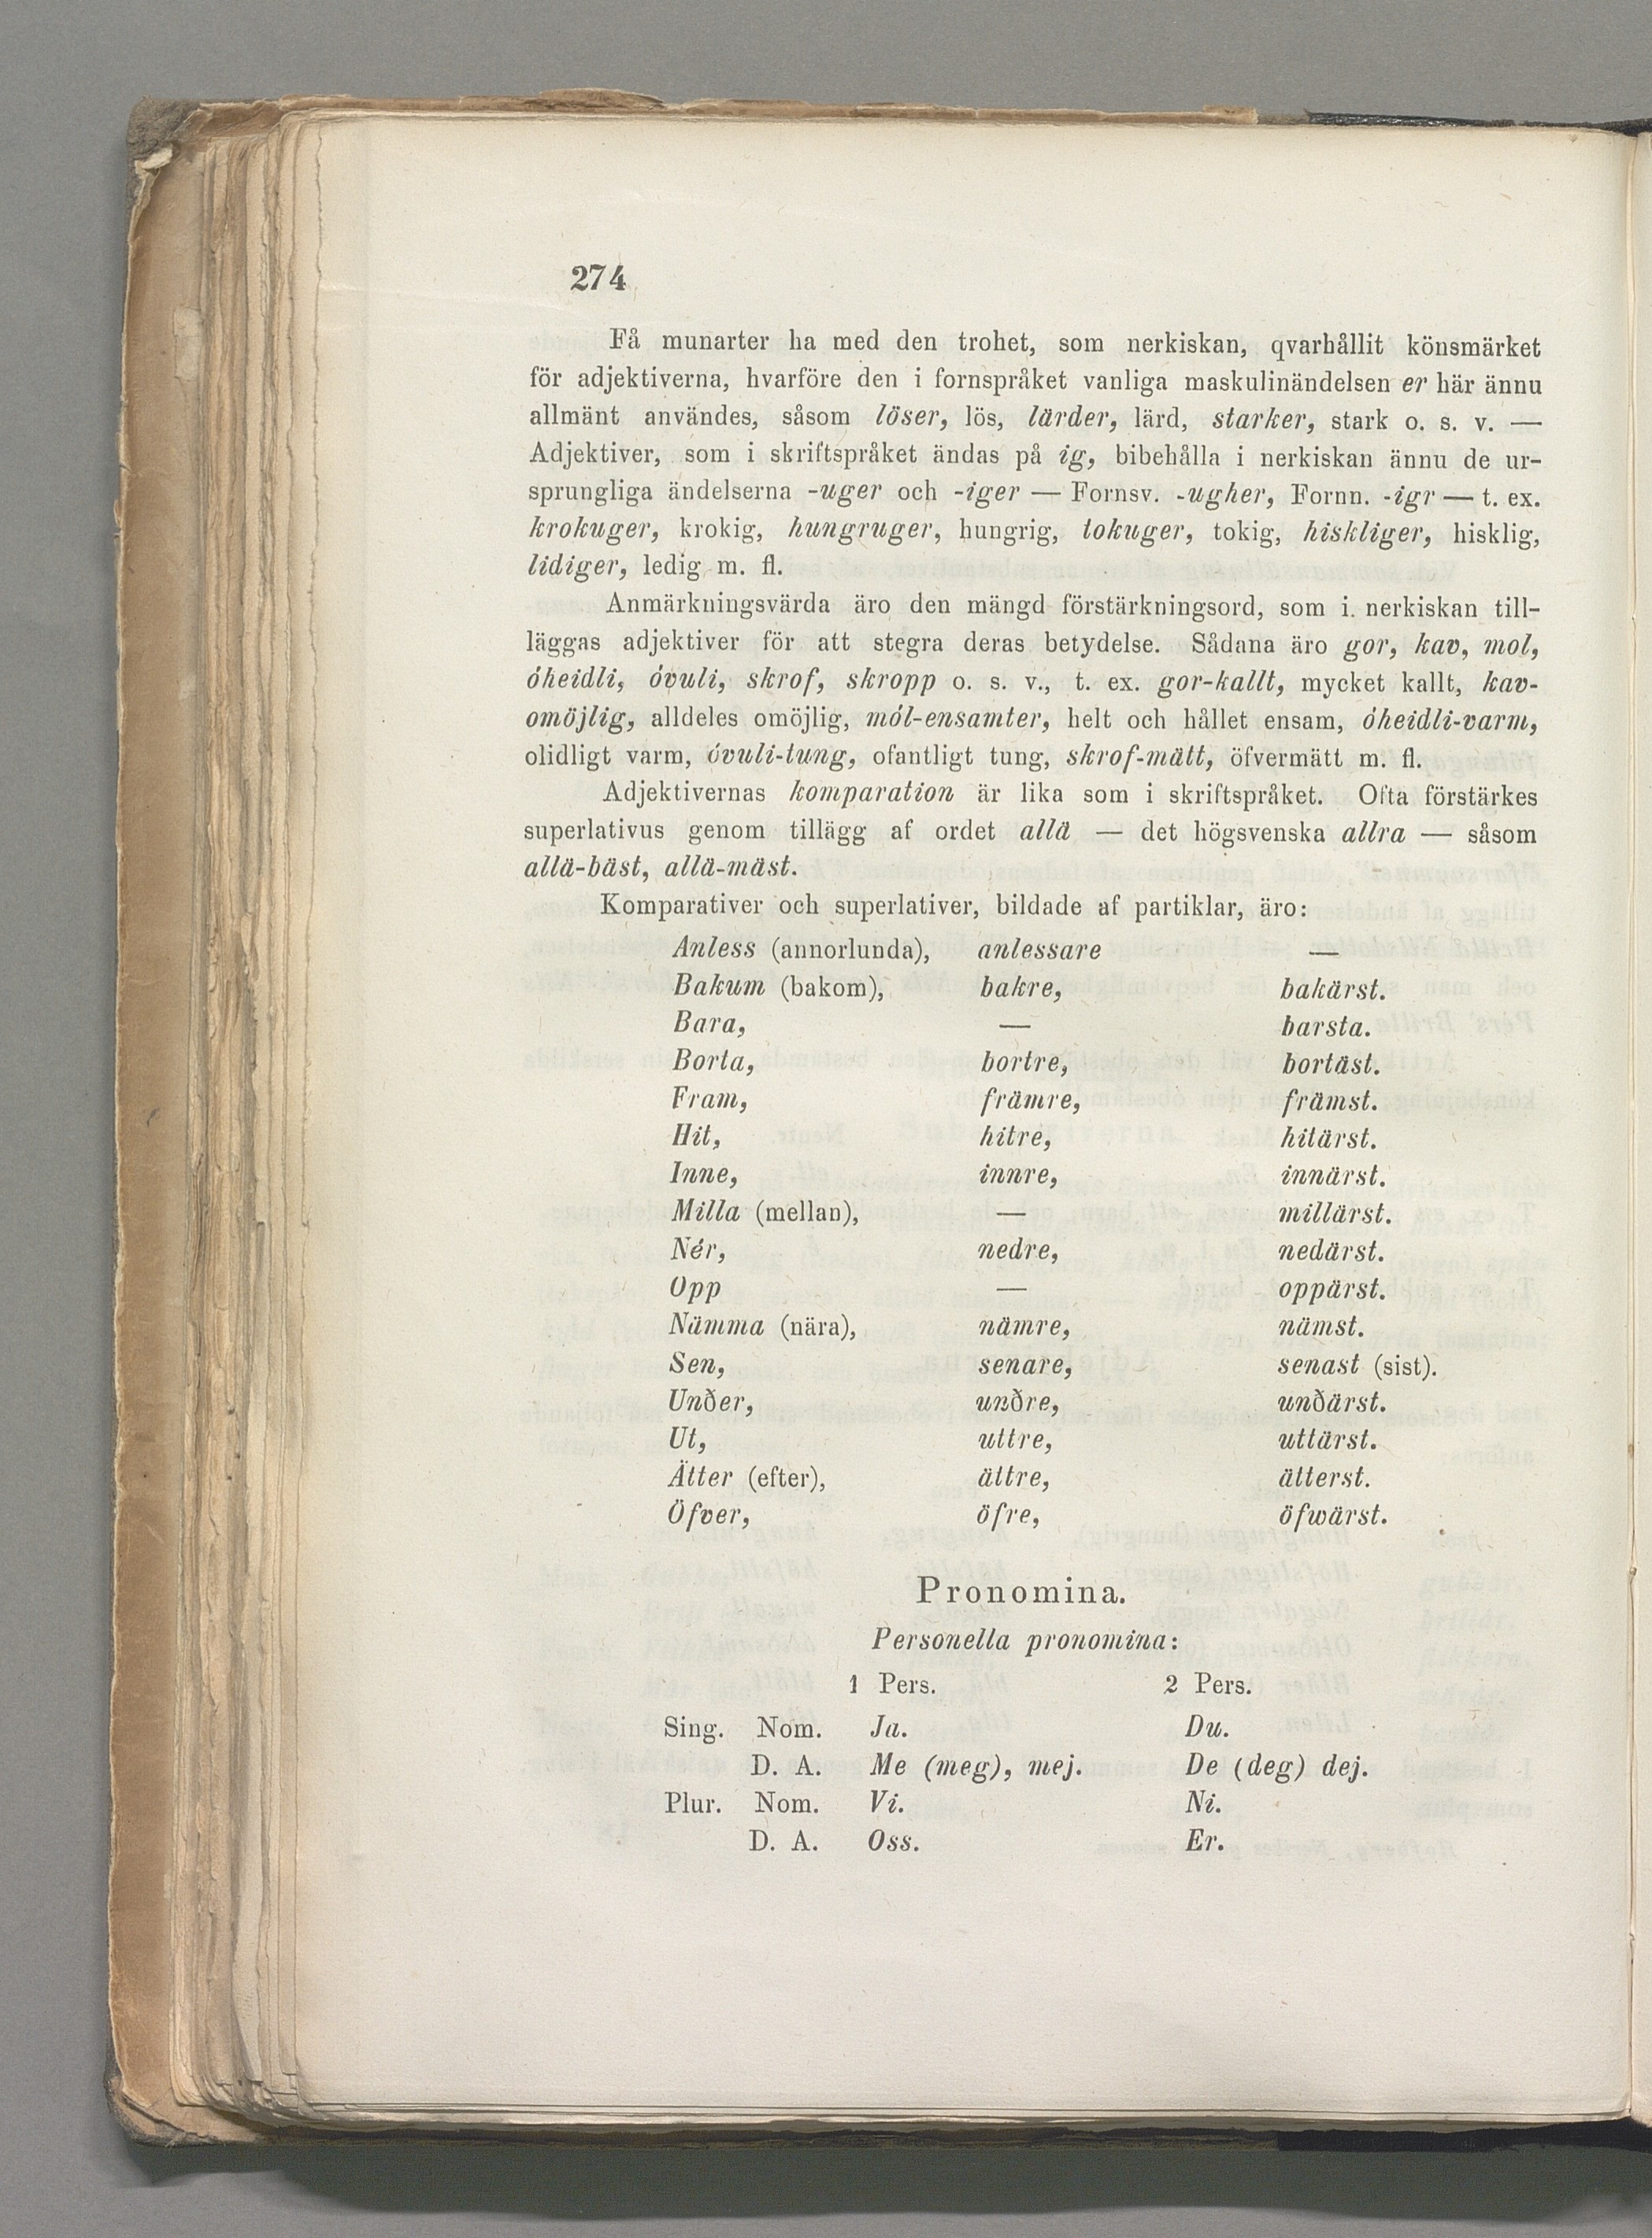 274
Få munarter ha med den trohet, som nerkiskan, qvarhållit könsmärket
för adjektiverna, hvarföre den i fornspråket vanliga maskulinändelsen er här ännu
allmänt användes, såsom löser, lös, lärder, lärd, starker, stark o. s. v. —
Adjektiver, som i skriftspråket ändas på ig, bibehålla i nerkiskan ännu de ur-
sprungliga ändelserna -uger och -iger — Fornsv. -ugher, Fornn. -igr — t. ex.
krokuger, krokig, hungruger, hungrig, tokuger, tokig, hiskliger, hisklig,
lidiger, ledig m. fl.
Anmärkningsvärda äro den mängd förstärkningsord, som i. nerkiskan till-
läggas adjektiver för att stegra deras betydelse. Sådana äro gor, kav, mol,
óheidli, óvuli, skrof, skropp o. s. v., t. ex. gor-kallt, mycket kallt, kav-
omöjlig, alldeles omöjlig, mól-ensamter, helt och hållet ensam, óheidli-varm,
olidligt varm, óvuli-tung, ofantligt tung, skrof-mätt, öfvermätt m. fl.
Adjektivernas komparation är lika som i skriftspråket. Ofta förstärkes
superlativus genom tillägg af ordet allä — det högsvenska allra — såsom
allä-bäst, allä-mäst.
Komparativer och superlativer, bildade af partiklar, äro:
Anless (annorlunda), anlessare —
Bakum (bakom), bakre, bakärst.
Bara, — barsta.
Borta, bortre, bortäst.
Fram, främre, främst.
Hit, hitre, hitärst.
Inne, innre, innärst.
Milla (mellan), — millärst.
Nér, nedre, nedärst.
Opp — oppärst.
Nämma (nära), nämre, nämst.
Sen, senare, senast (sist).
Unðer, unðre, unðärst.
Ut, uttre, uttärst.
Ätter (efter), ättre, ätterst.
Öfver, öfre, öfwärst.
Pronomina.
Personella pronomina:
1 Pers. 2 Pers.
Sing. Nom. Ja. Du.
D. A. Me (meg), mej. De (deg) dej.
Plur. Nom. Vi. Ni.
D. A. Oss. Er.